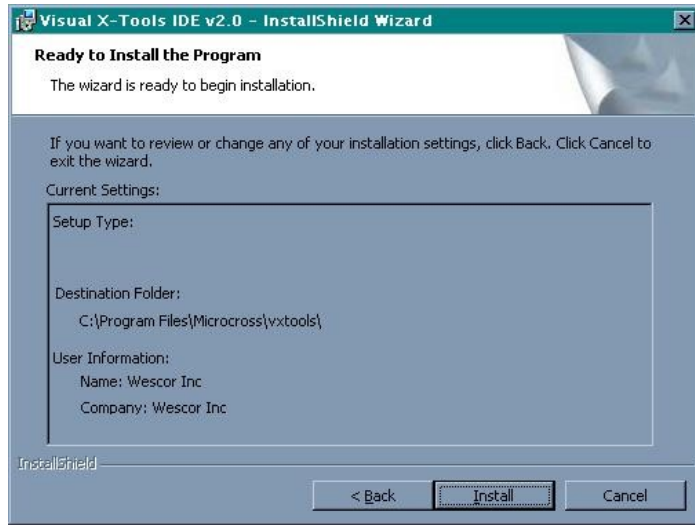 Visual X-Tools IDE v2.0 - InstallShield Wizard
Ready to Install the Program
The wizard is ready to begin installation.
If you want to review or change any of your installation settings, click Back. Click Cancel to
exit the wizard.
Current Settings:
Setup Type:
Destination Folder:
C:\Program Files\Microcross\vxtools\
User Information:
Name: Wescor Inc
Company: Wescor Inc
InstallShield
< Back
Install
Cancel